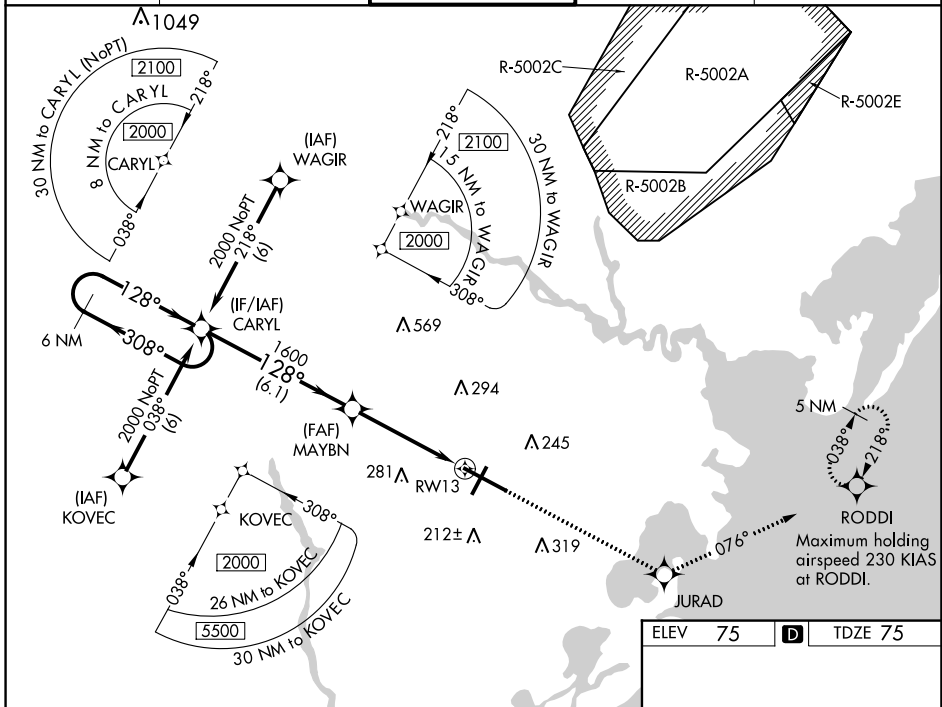 1049
30 NM to CARYL (NoPT)
2100
218°
8 NM to CARYL
2000
CARYL
038°
(IAF)
WAGIR
2000 NoPT
218°
(6)
R-5002C
R-5002A
R-5002E
R-5002B
218°
2100
30 NM to WAGIR
15 NM to WAGIR
WAGIR
2000
308°
128°
(IF/IAF)
CARYL
6 NM
308°
569
1600
128°
(6.1)
2000 NoPT
038°
(6)
294
(FAF)
MAYBN
245
5 NM
038°
218°
(IAF)
KOVEC
281
RW13
RODDI
Maximum holding
airspeed 230 KIAS
at RODDI.
KOVEC
308°
2000
038°
26 NM to KOVEC
5500
30 NM to KOVEC
212±
319
076°
JURAD
ELEV 75 D TDZE 75